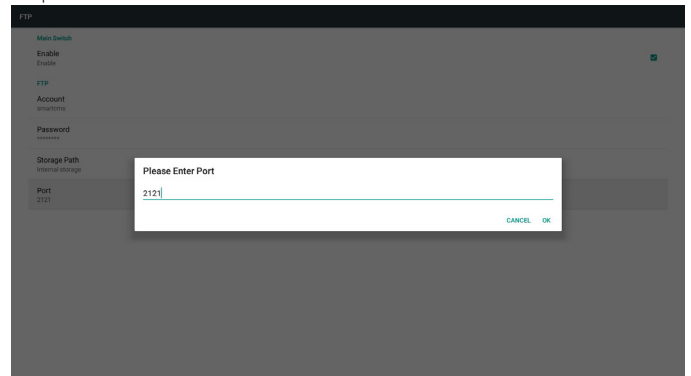 FTP
Main Switch
Enable
Enable
FTP
Account
smartcms
Password
********
Storage Path
Internal storage
Port
2121
Please Enter Port
2121
CANCEL OK